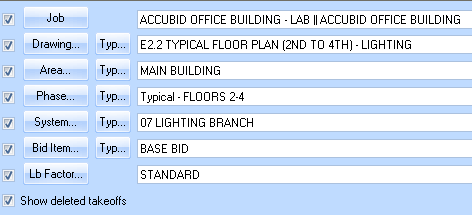 Job ACCUBID OFFICE BUILDING - LAB || ACCUBID OFFICE BUILDING
Drawing... Typ... E2.2 TYPICAL FLOOR PLAN (2ND TO 4TH) - LIGHTING
Area... Typ... MAIN BUILDING
Phase... Typ... Typical - FLOORS 2-4
System... Typ... 07 LIGHTING BRANCH
Bid Item... Typ... BASE BID
Lb Factor... STANDARD
Show deleted takeoffs